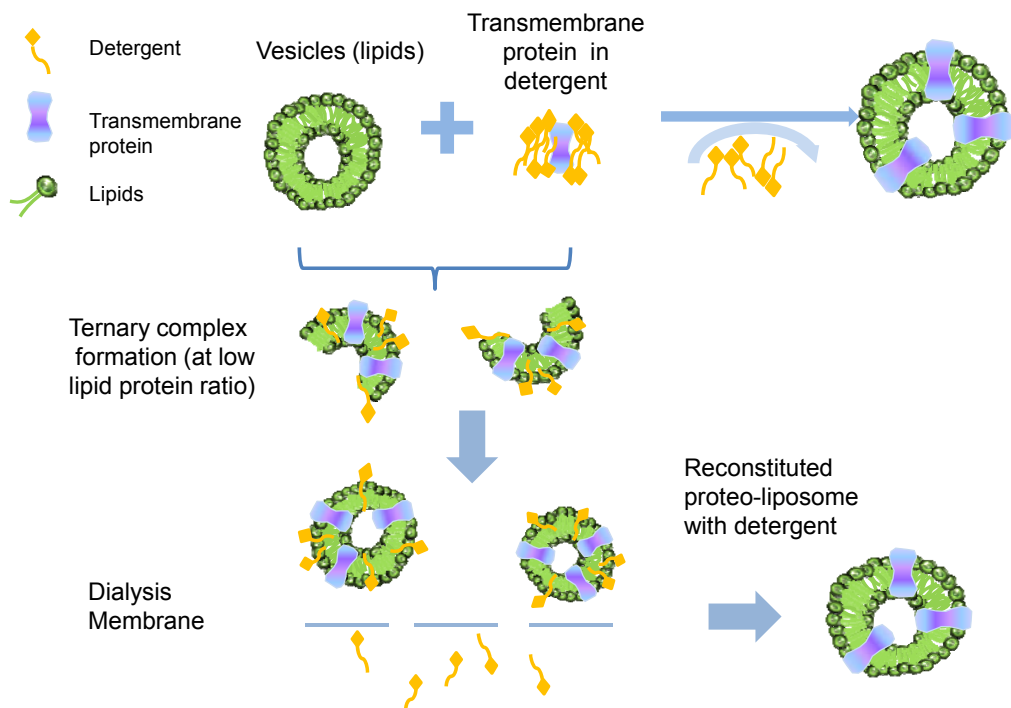 Detergent
Transmembrane
protein
Lipids
Vesicles (lipids)
Transmembrane
protein in
detergent
Ternary complex
formation (at low
lipid protein ratio)
Dialysis
Membrane
Reconstituted
proteo-liposome
with detergent